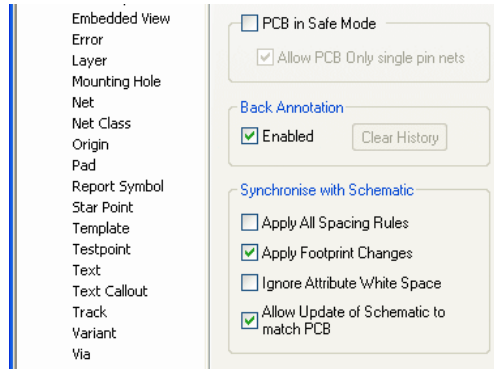 Embedded View
Error
Layer
Mounting Hole
Net
Net Class
Origin
Pad
Report Symbol
Star Point
Template
Testpoint
Text
Text Callout
Track
Variant
Via
PCB in Safe Mode
Allow PCB Only single pin nets
Back Annotation
Enabled
Clear History
Synchronise with Schematic
Apply All Spacing Rules
Apply Footprint Changes
Ignore Attribute White Space
Allow Update of Schematic to
match PCB